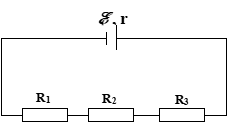 ℰ, r
R₁ R₂ R₃